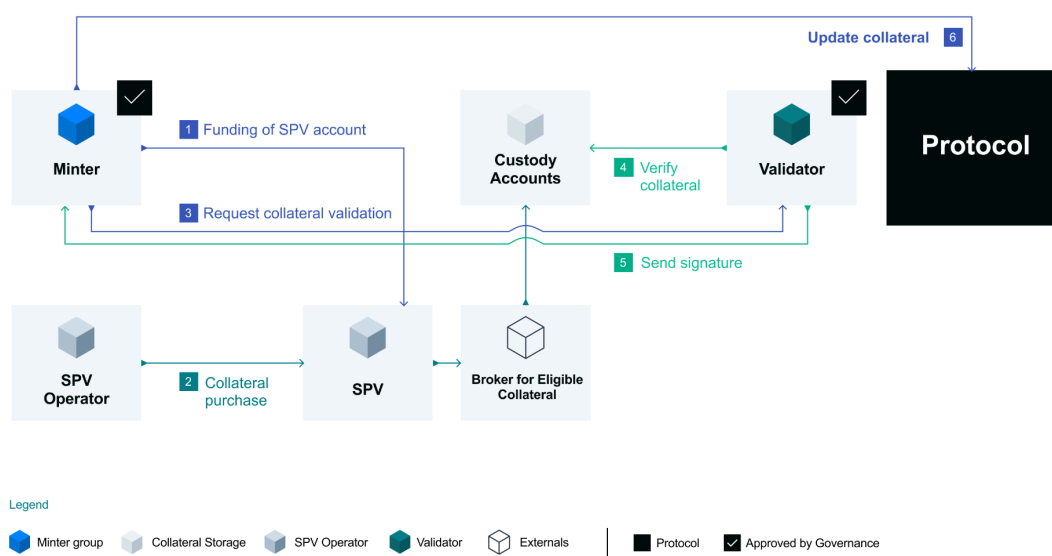 Update collateral 6
1 Funding of SPV account
Minter
Custody
Accounts
4 Verify
collateral
Validator
Protocol
3 Request collateral validation
5 Send signature
SPV
Operator
2 Collateral
purchase
SPV
Broker for Eligible
Collateral
Legend
Minter group
Collateral Storage
SPV Operator
Validator
Externals
Protocol
Approved by Governance